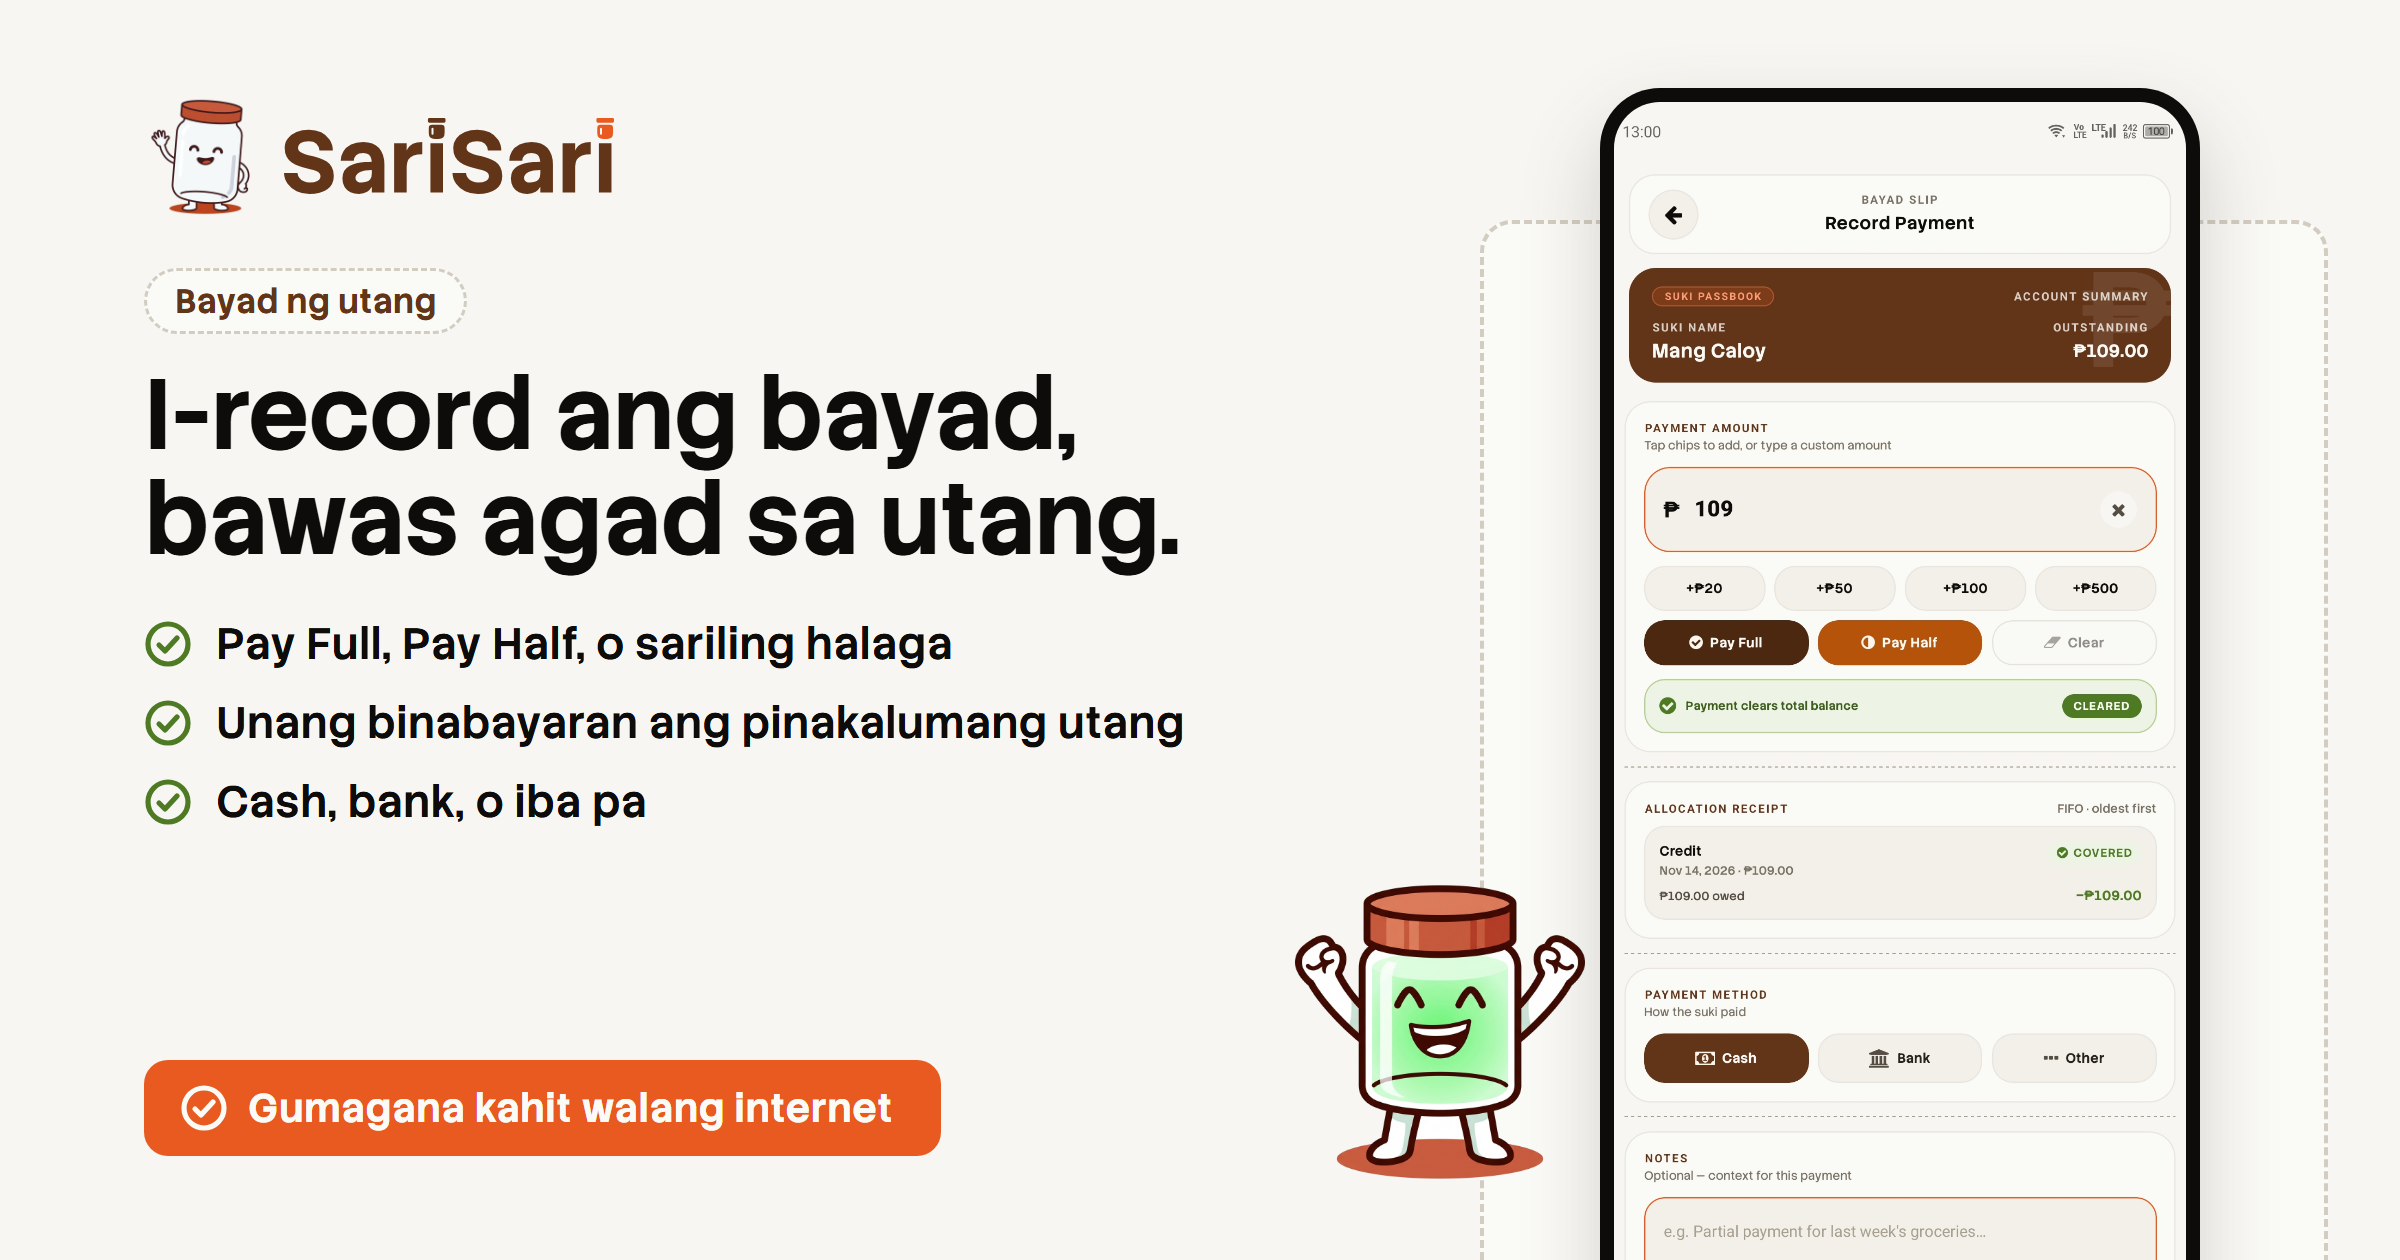 SariSari
Bayad ng utang
I-record ang bayad,
bawas agad sa utang.
Pay Full, Pay Half, o sariling halaga
Unang binabayaran ang pinakalumang utang
Cash, bank, o iba pa
Gumagana kahit walang internet
13:00
Vo LTE LTE 242 B/S 100
BAYAD SLIP
Record Payment
SUKI PASSBOOK ACCOUNT SUMMARY
SUKI NAME OUTSTANDING
Mang Caloy ₱109.00
PAYMENT AMOUNT
Tap chips to add, or type a custom amount
₱ 109
+₱20 +₱50 +₱100 +₱500
Pay Full Pay Half Clear
Payment clears total balance CLEARED
ALLOCATION RECEIPT FIFO · oldest first
Credit COVERED
Nov 14, 2026 · ₱109.00
₱109.00 owed −₱109.00
PAYMENT METHOD
How the suki paid
Cash Bank Other
NOTES
Optional — context for this payment
e.g. Partial payment for last week's groceries...